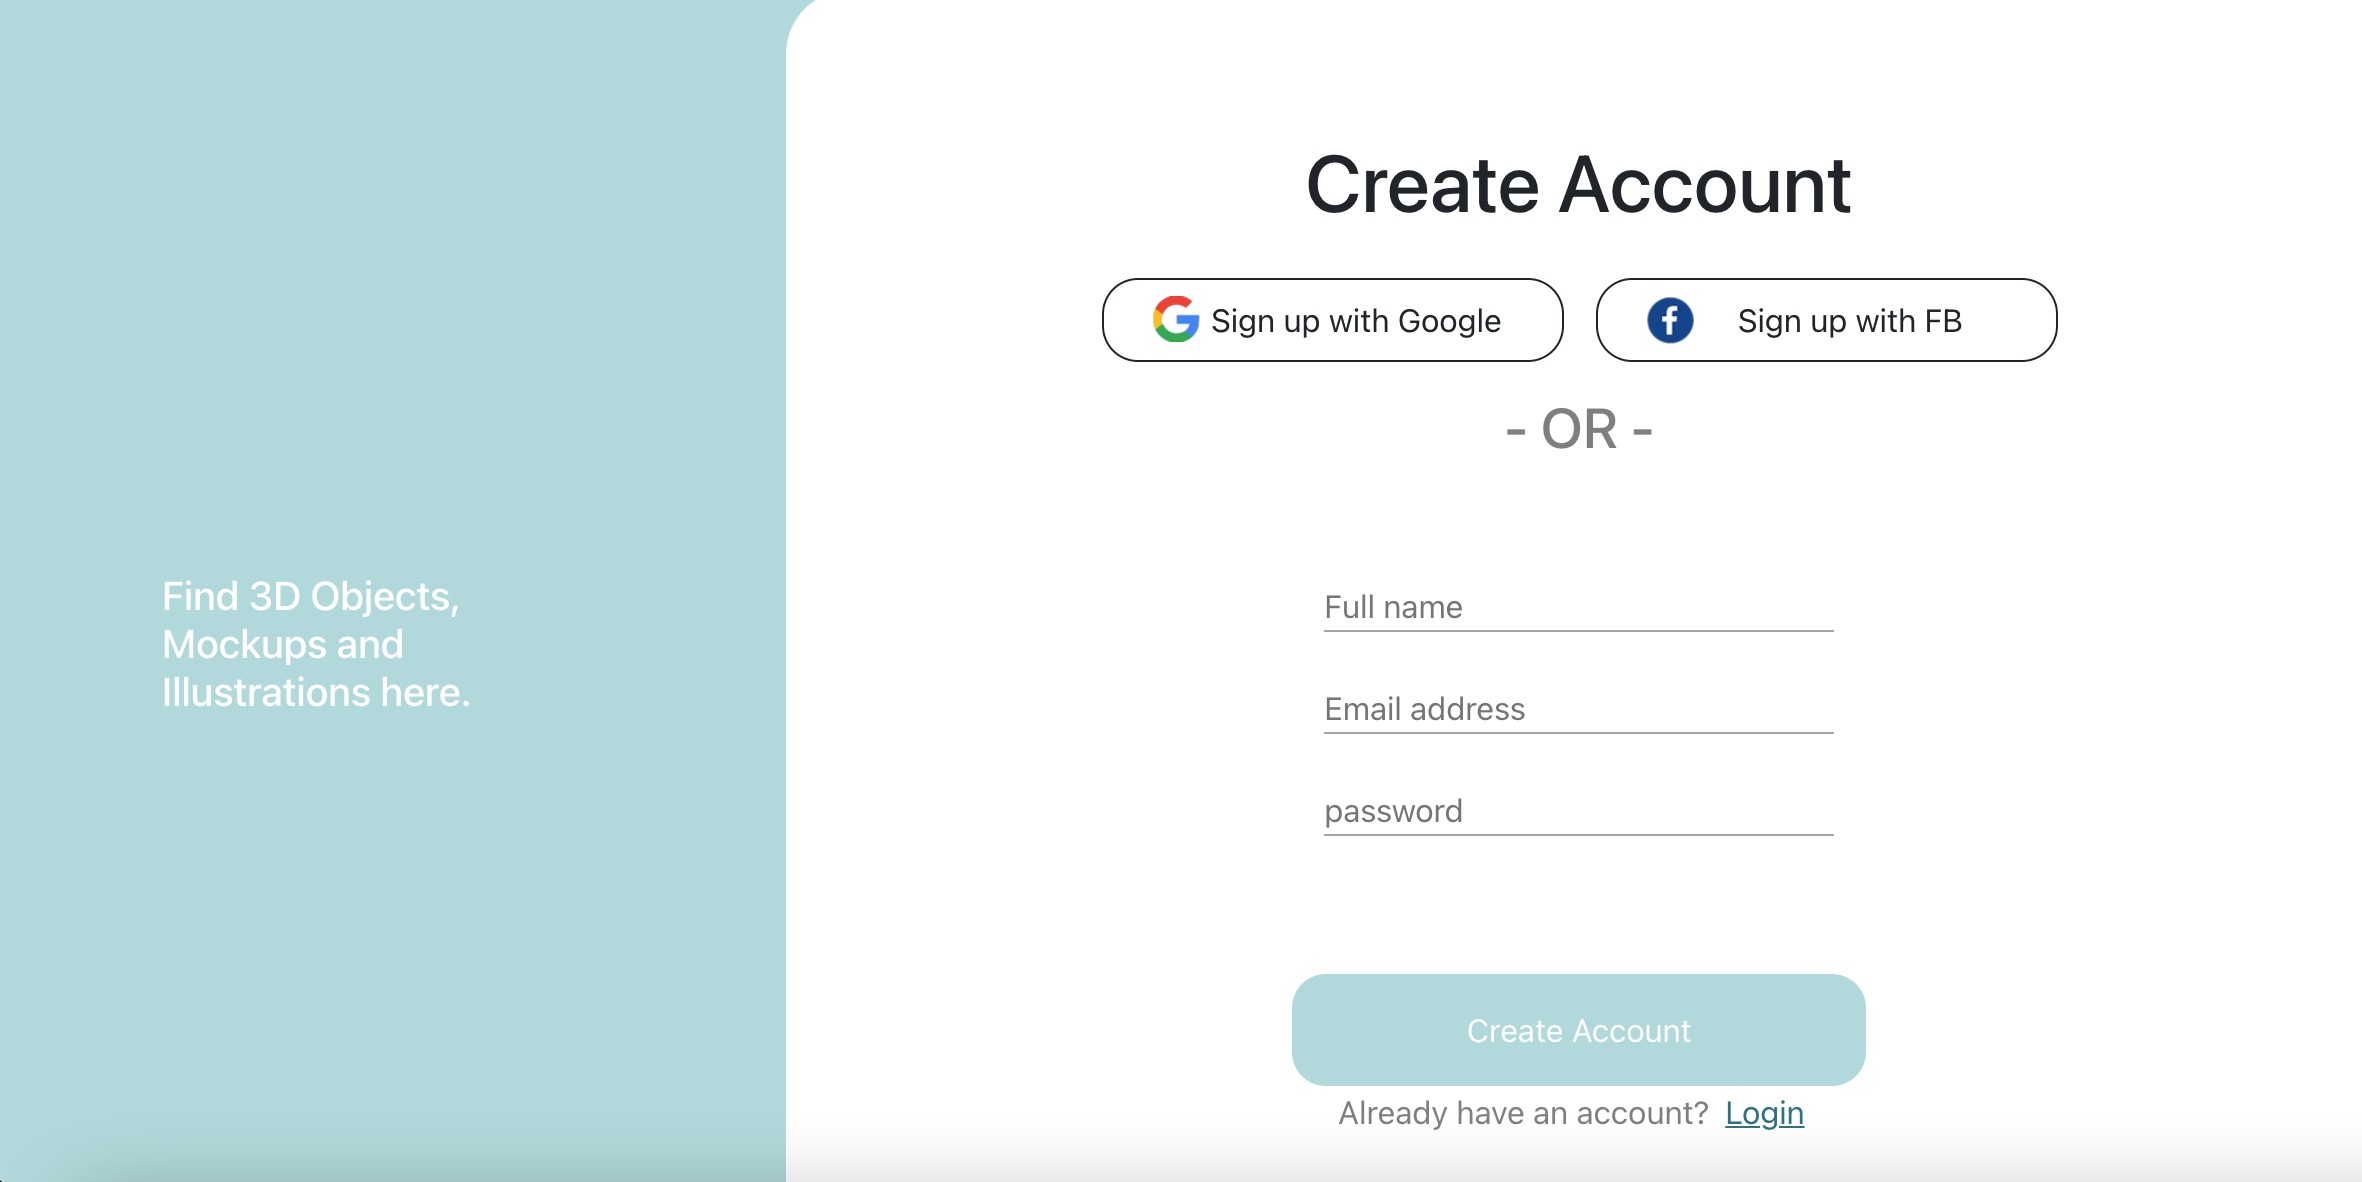 Find 3D Objects,
Mockups and
Illustrations here.
Create Account
Sign up with Google
Sign up with FB
- OR -
Full name
Email address
password
Create Account
Already have an account? Login